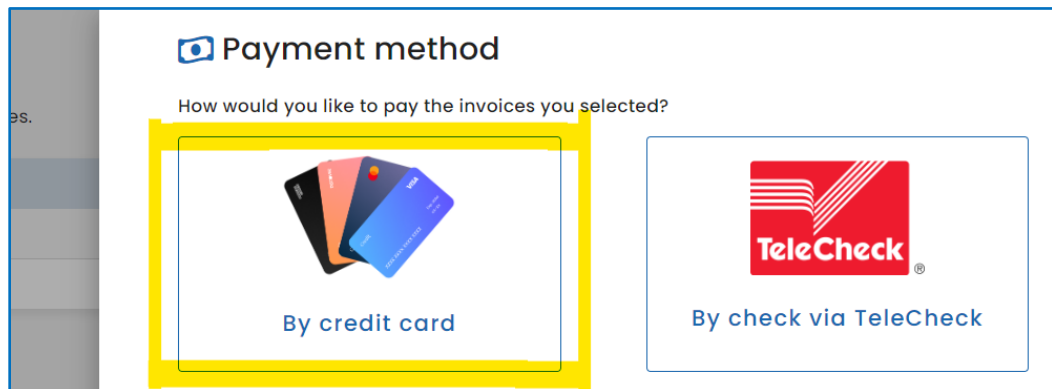 Payment method
How would you like to pay the invoices you selected?
es.
VISA
TeleCheck
®
By credit card
By check via TeleCheck